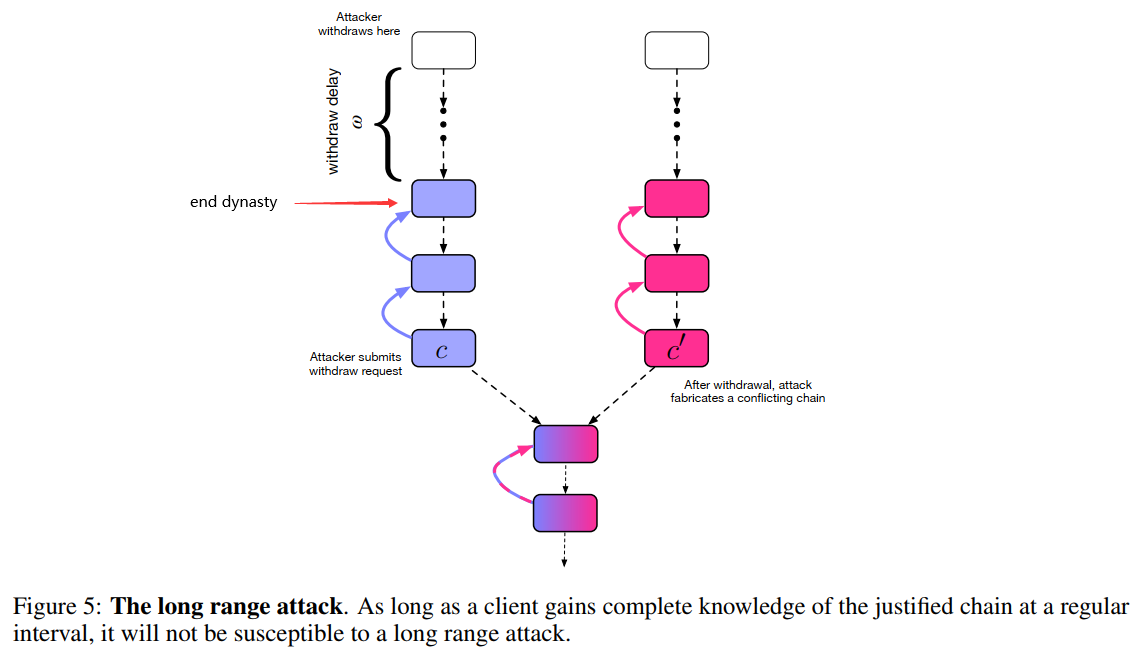 Attacker
withdraws here
withdraw delay
ω
end dynasty
c
c′
Attacker submits
withdraw request
After withdrawal, attack
fabricates a conflicting chain
Figure 5: The long range attack. As long as a client gains complete knowledge of the justified chain at a regular
interval, it will not be susceptible to a long range attack.